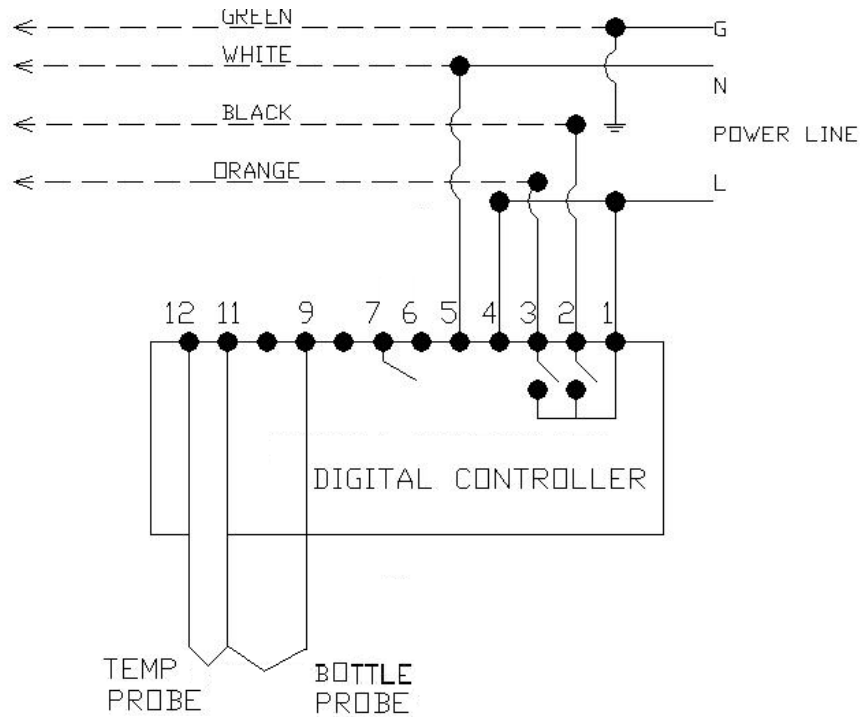 GREEN
G
WHITE
N
BLACK
POWER LINE
ORANGE
L
12 11 9 7 6 5 4 3 2 1
DIGITAL CONTROLLER
TEMP
PROBE
BOTTLE
PROBE